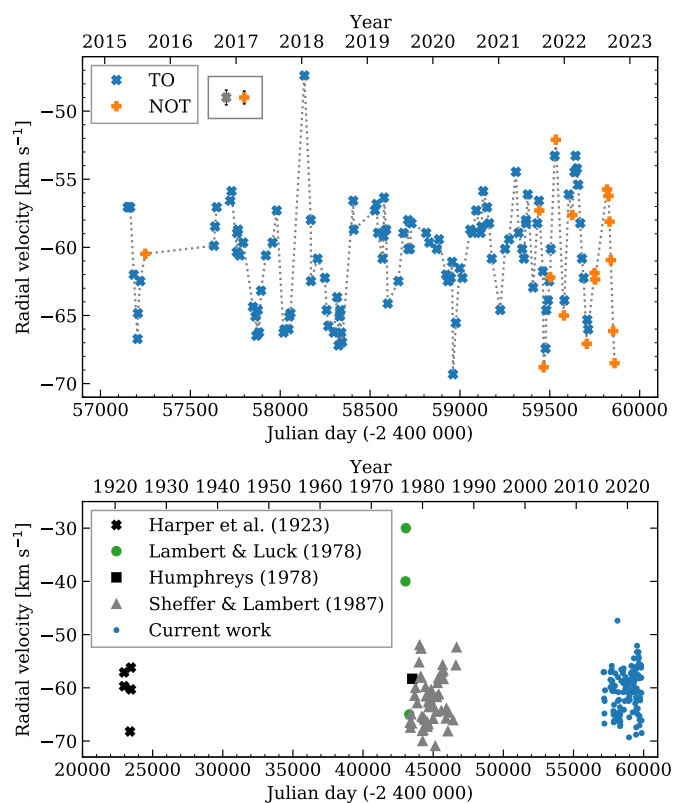 Year
2015 2016 2017 2018 2019 2020 2021 2022 2023
TO
NOT
Radial velocity [km s⁻¹]
−50
−55
−60
−65
−70
57000 57500 58000 58500 59000 59500 60000
Julian day (-2 400 000)
Year
1920 1930 1940 1950 1960 1970 1980 1990 2000 2010 2020
Harper et al. (1923)
Lambert & Luck (1978)
Humphreys (1978)
Sheffer & Lambert (1987)
Current work
Radial velocity [km s⁻¹]
−30
−40
−50
−60
−70
20000 25000 30000 35000 40000 45000 50000 55000 60000
Julian day (-2 400 000)